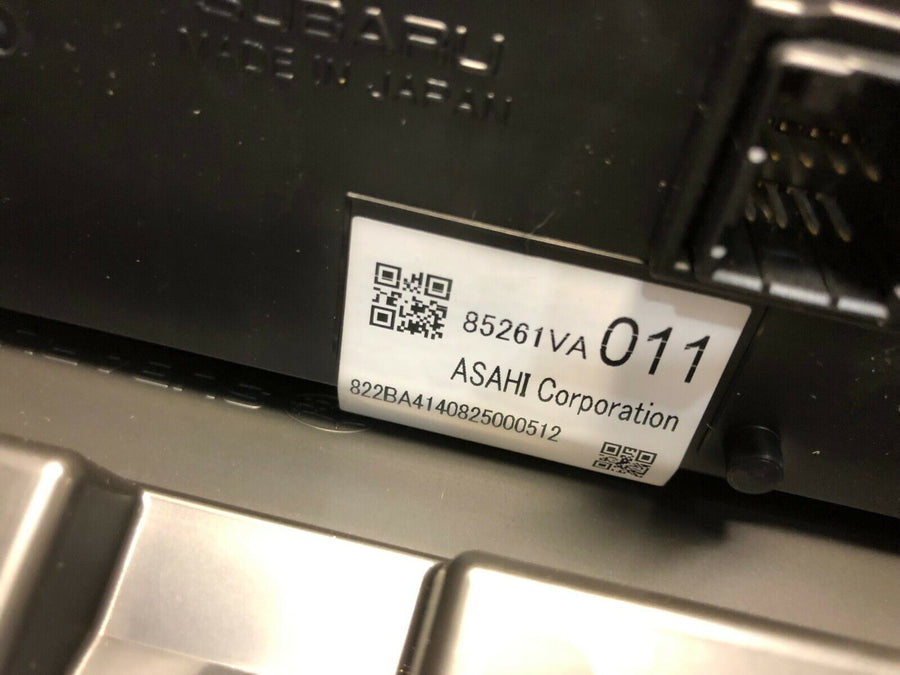 SUBARU
MADE IN JAPAN
85261VA 011
ASAHI Corporation
822BA4140825000512